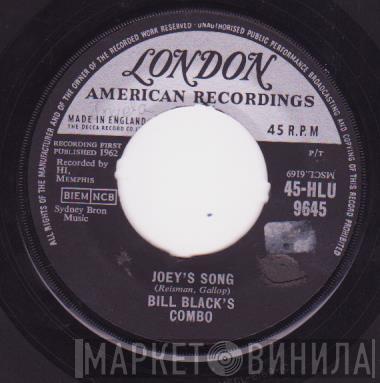 ALL RIGHTS OF THE MANUFACTURER AND OF THE OWNER OF THE RECORDED WORK RESERVED. UNAUTHORISED PUBLIC PERFORMANCE BROADCASTING AND COPYING OF THIS RECORD PROHIBITED
LONDON
AMERICAN RECORDINGS
MADE IN ENGLAND
THE DECCA RECORD CO.
45 R.P.M
RECORDING FIRST
PUBLISHED 1962
P/T
Recorded by
HI,
MEMPHIS
MSCL.6169
BIEM NCB
45-HLU
9645
Sydney Bron
Music
JOEY'S SONG
(Reisman, Gallop)
BILL BLACK'S
COMBO
МАРКЕТ ВИНИЛА